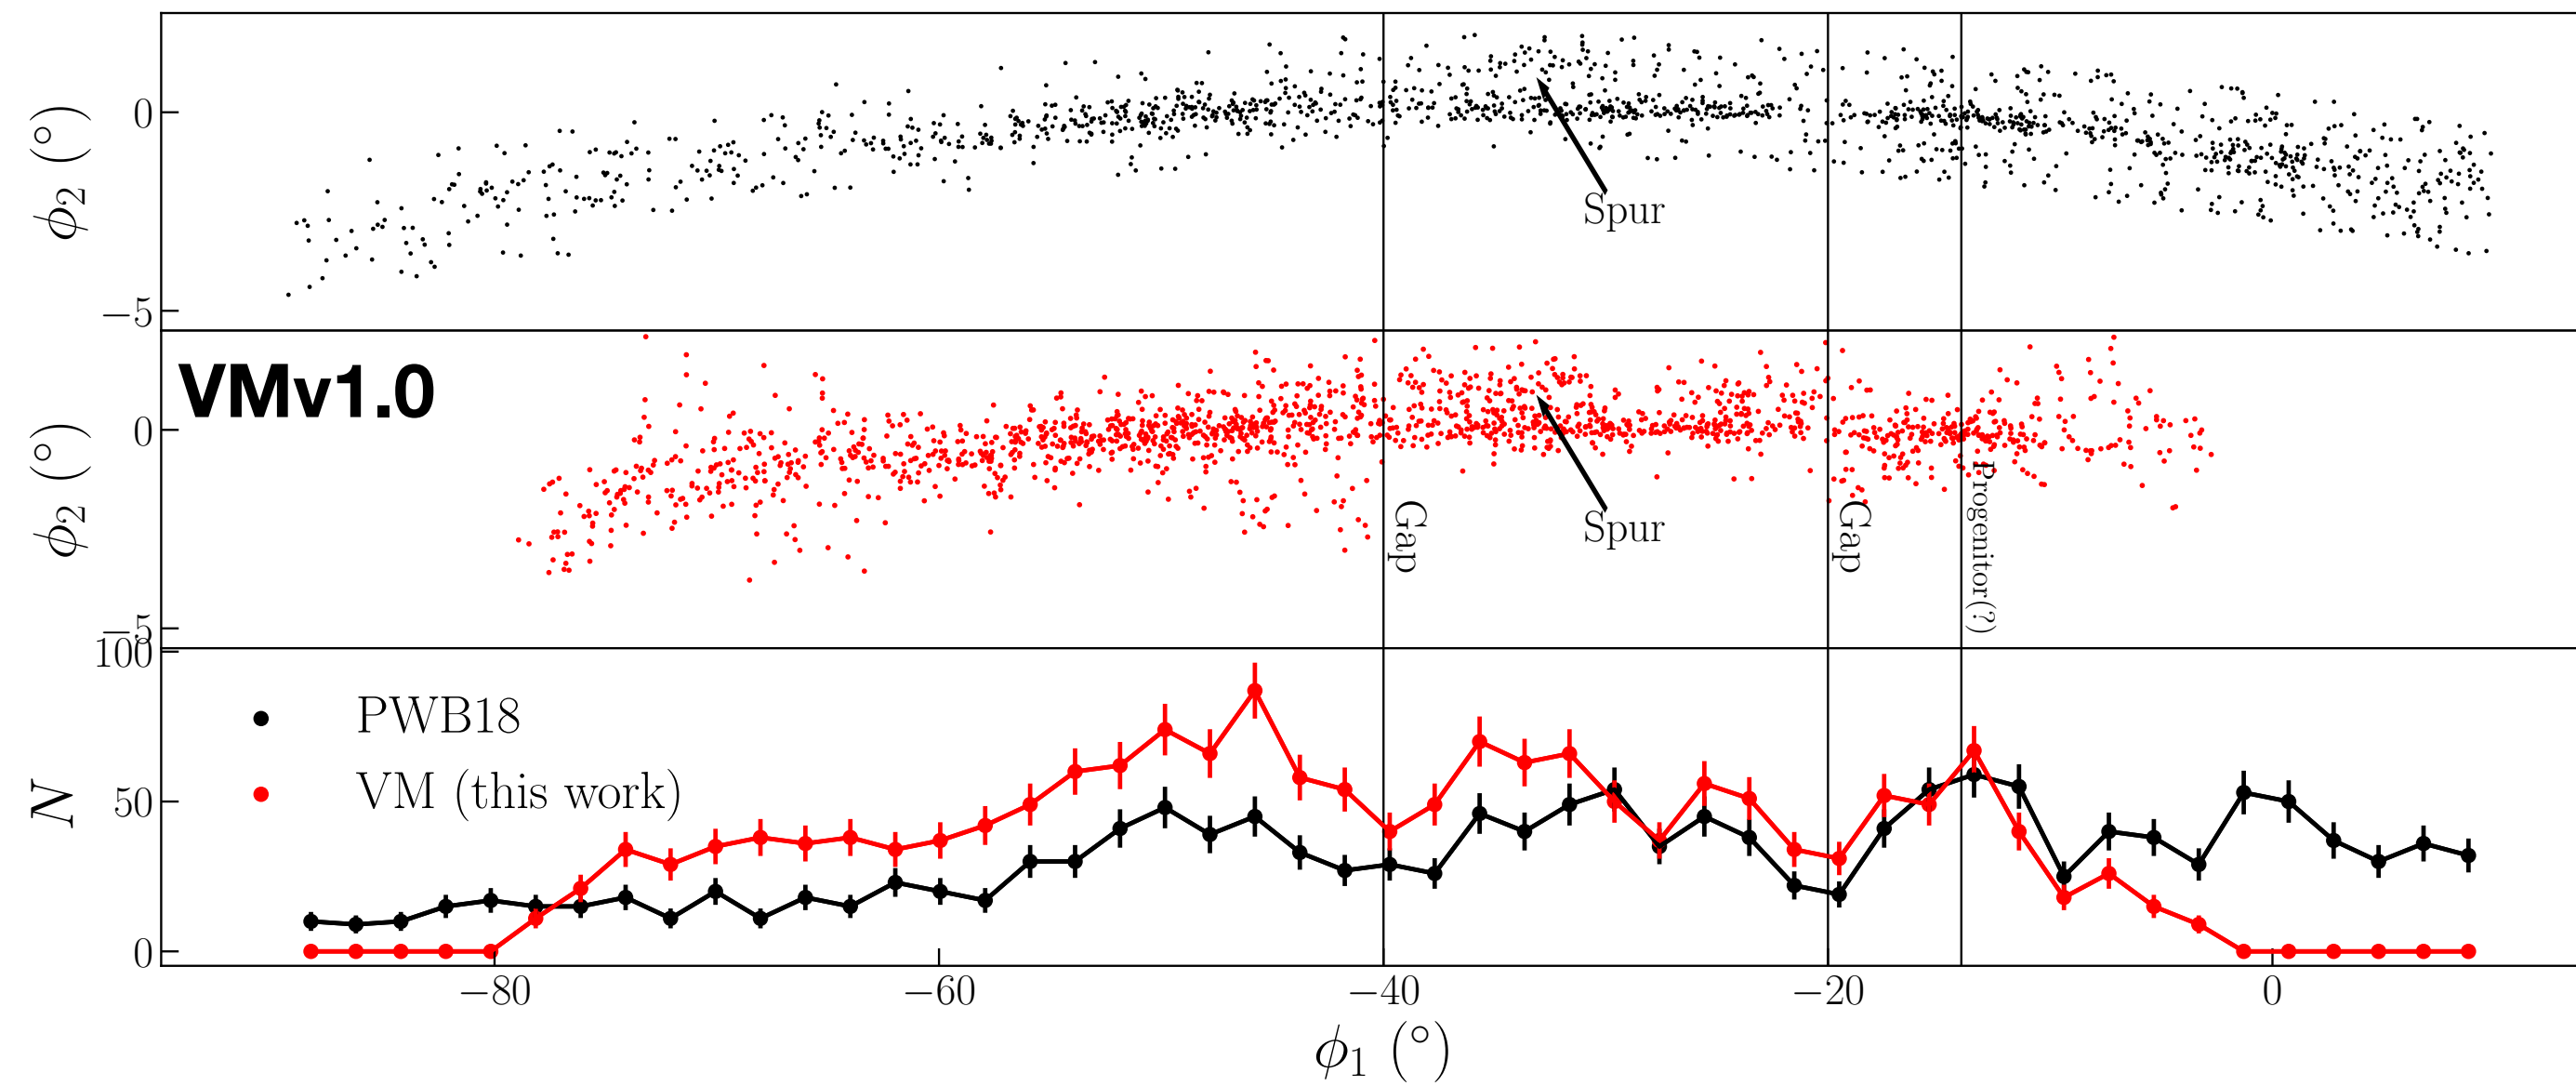 ϕ2 (°)
0
−5
Spur
VMv1.0
ϕ2 (°)
0
−5
Gap
Spur
Gap
Progenitor(?)
N
100
50
0
PWB18
VM (this work)
−80 −60 −40 −20 0
ϕ1 (°)